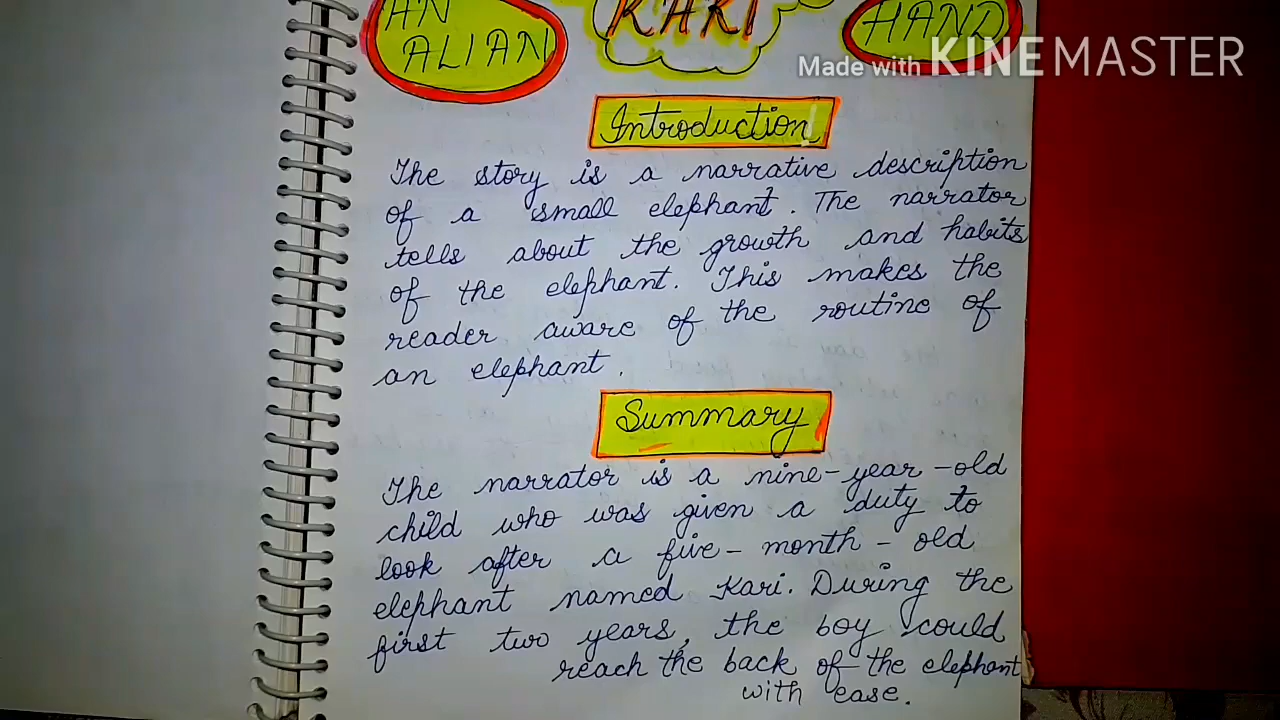 AN
ALIAN
KARI
HAND
Made with KINEMASTER
Introduction
The story is a narrative description
of a small elephant. The narrator
tells about the growth and habits
of the elephant. This makes the
reader aware of the routine of
an elephant.
Summary
The narrator is a nine-year-old
child who was given a duty to
look after a five-month-old
elephant named Kari. During the
first two years, the boy could
reach the back of the elephant
with ease.